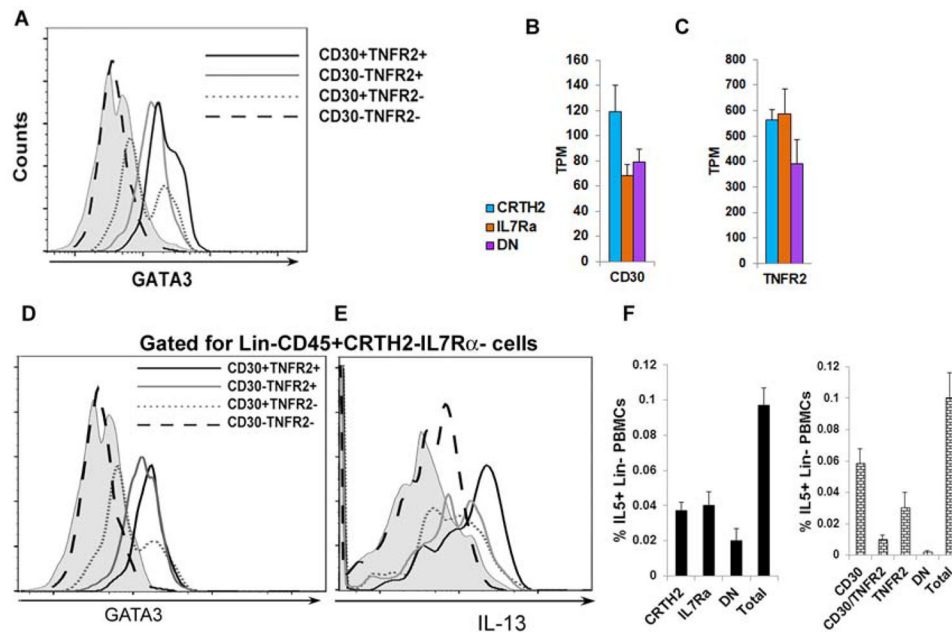 A
Counts
GATA3
CD30+TNFR2+
CD30-TNFR2+
CD30+TNFR2-
CD30-TNFR2-
B
TPM
160
140
120
100
80
60
40
20
0
CD30
CRTH2
IL7Ra
DN
C
TPM
800
700
600
500
400
300
200
100
0
TNFR2
D
E
Gated for Lin-CD45+CRTH2-IL7Rα- cells
CD30+TNFR2+
CD30-TNFR2+
CD30+TNFR2-
CD30-TNFR2-
GATA3
IL-13
F
% IL5+ Lin- PBMCs
0.12
0.1
0.08
0.06
0.04
0.02
0
CRTH2
IL7Ra
DN
Total
% IL5+ Lin- PBMCs
0.12
0.1
0.08
0.06
0.04
0.02
0
CD30
CD30/TNFR2
TNFR2
DN
Total